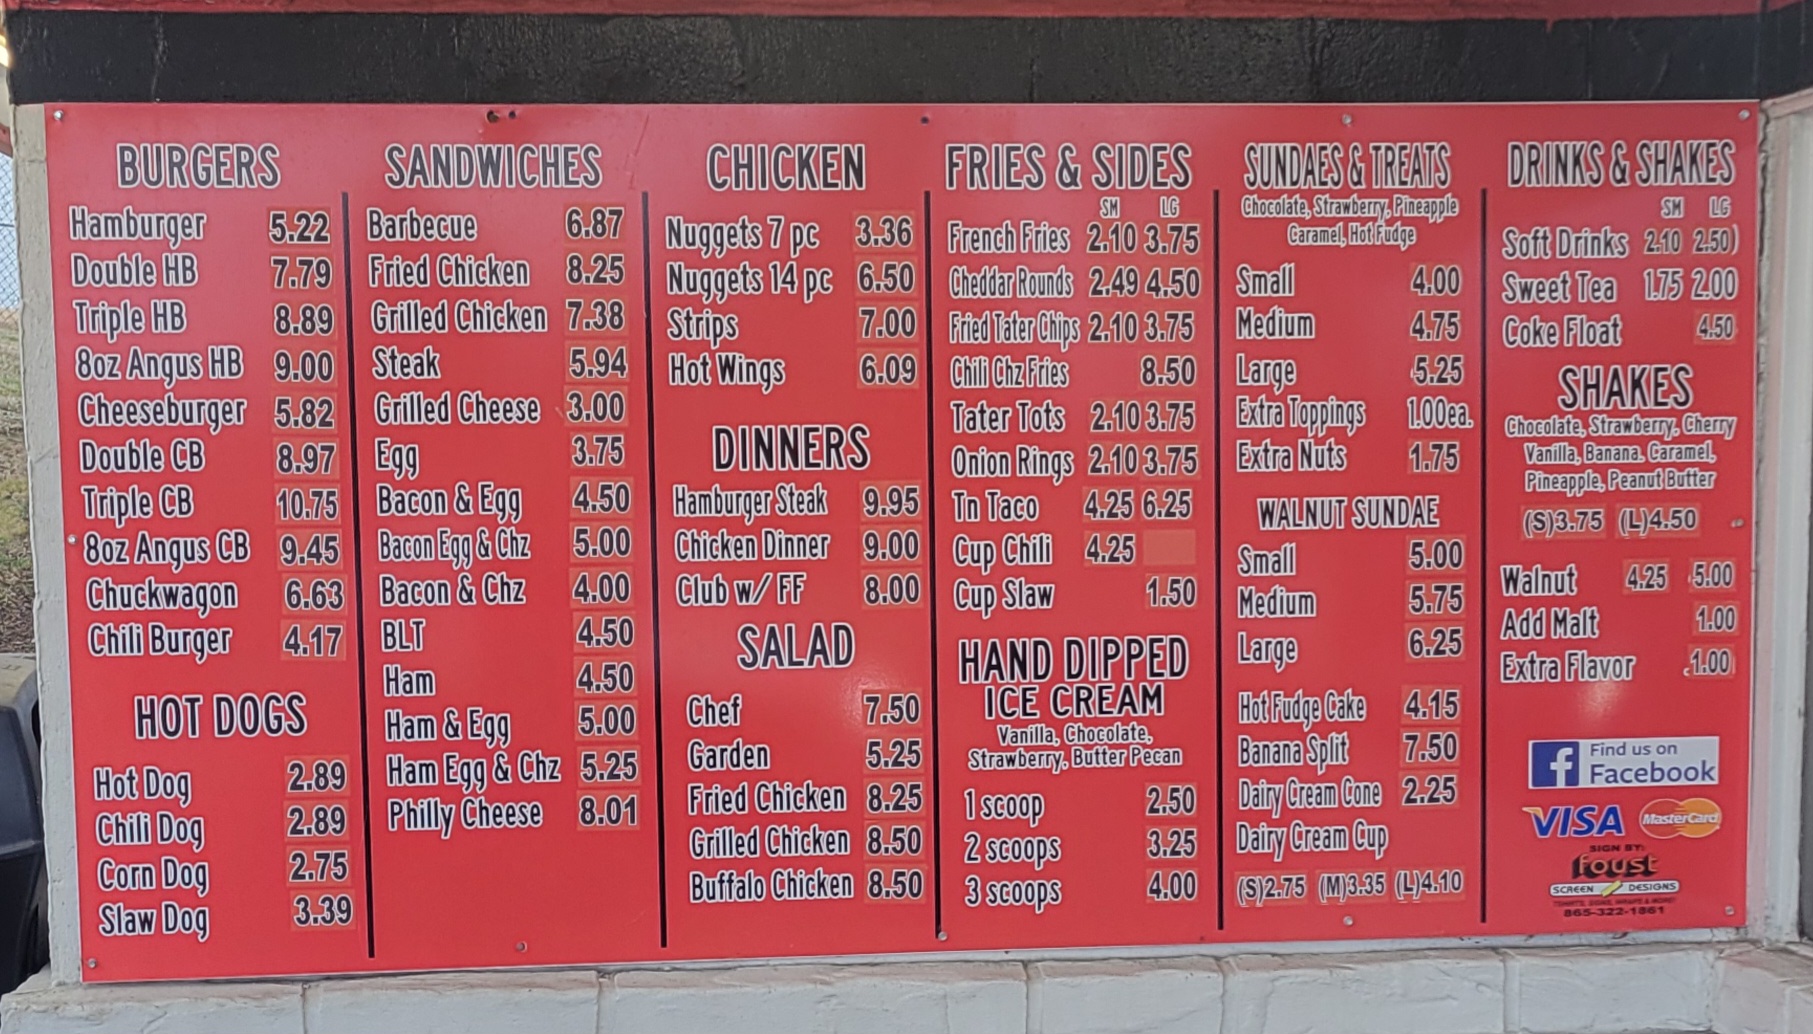 BURGERS
Hamburger 5.22
Double HB 7.79
Triple HB 8.89
8oz Angus HB 9.00
Cheeseburger 5.82
Double CB 8.97
Triple CB 10.75
8oz Angus CB 9.45
Chuckwagon 6.63
Chili Burger 4.17
HOT DOGS
Hot Dog 2.89
Chili Dog 2.89
Corn Dog 2.75
Slaw Dog 3.39
SANDWICHES
Barbecue 6.87
Fried Chicken 8.25
Grilled Chicken 7.38
Steak 5.94
Grilled Cheese 3.00
Egg 3.75
Bacon & Egg 4.50
Bacon Egg & Chz 5.00
Bacon & Chz 4.00
BLT 4.50
Ham 4.50
Ham & Egg 5.00
Ham Egg & Chz 5.25
Philly Cheese 8.01
CHICKEN
Nuggets 7 pc 3.36
Nuggets 14 pc 6.50
Strips 7.00
Hot Wings 6.09
DINNERS
Hamburger Steak 9.95
Chicken Dinner 9.00
Club w/ FF 8.00
SALAD
Chef 7.50
Garden 5.25
Fried Chicken 8.25
Grilled Chicken 8.50
Buffalo Chicken 8.50
FRIES & SIDES
SM LG
French Fries 2.10 3.75
Cheddar Rounds 2.49 4.50
Fried Tater Chips 2.10 3.75
Chili Chz Fries 8.50
Tater Tots 2.10 3.75
Onion Rings 2.10 3.75
Tn Taco 4.25 6.25
Cup Chili 4.25
Cup Slaw 1.50
HAND DIPPED
ICE CREAM
Vanilla, Chocolate,
Strawberry, Butter Pecan
1 scoop 2.50
2 scoops 3.25
3 scoops 4.00
SUNDAES & TREATS
Chocolate, Strawberry, Pineapple
Caramel, Hot Fudge
Small 4.00
Medium 4.75
Large 5.25
Extra Toppings 1.00ea.
Extra Nuts 1.75
WALNUT SUNDAE
Small 5.00
Medium 5.75
Large 6.25
Hot Fudge Cake 4.15
Banana Split 7.50
Dairy Cream Cone 2.25
Dairy Cream Cup
(S)2.75 (M)3.35 (L)4.10
DRINKS & SHAKES
SM LG
Soft Drinks 2.10 2.50)
Sweet Tea 1.75 2.00
Coke Float 4.50
SHAKES
Chocolate, Strawberry, Cherry
Vanilla, Banana. Caramel,
Pineapple, Peanut Butter
(S)3.75 (L)4.50
Walnut 4.25 5.00
Add Malt 1.00
Extra Flavor .1.00
f Find us on
Facebook
VISA MasterCard
SIGN BY:
foust
SCREEN DESIGNS
865-322-1861